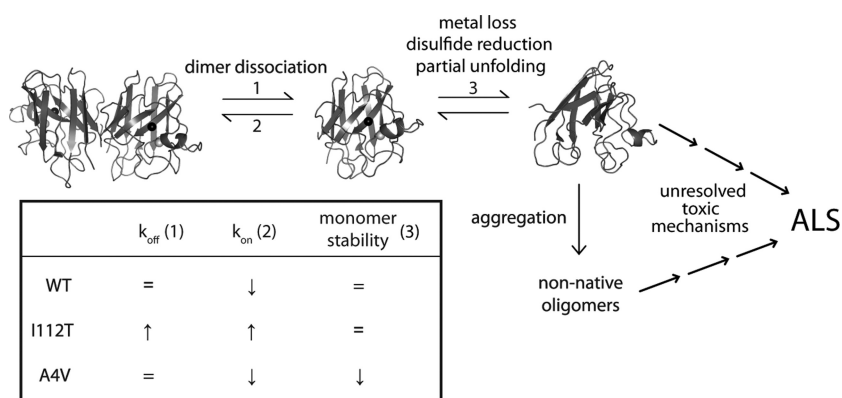 metal loss
disulfide reduction
partial unfolding
dimer dissociation
1
2
3
aggregation
unresolved
toxic
mechanisms
ALS
non-native
oligomers
k_off (1) k_on (2) monomer stability (3)
WT = ↓ =
I112T ↑ ↑ =
A4V = ↓ ↓